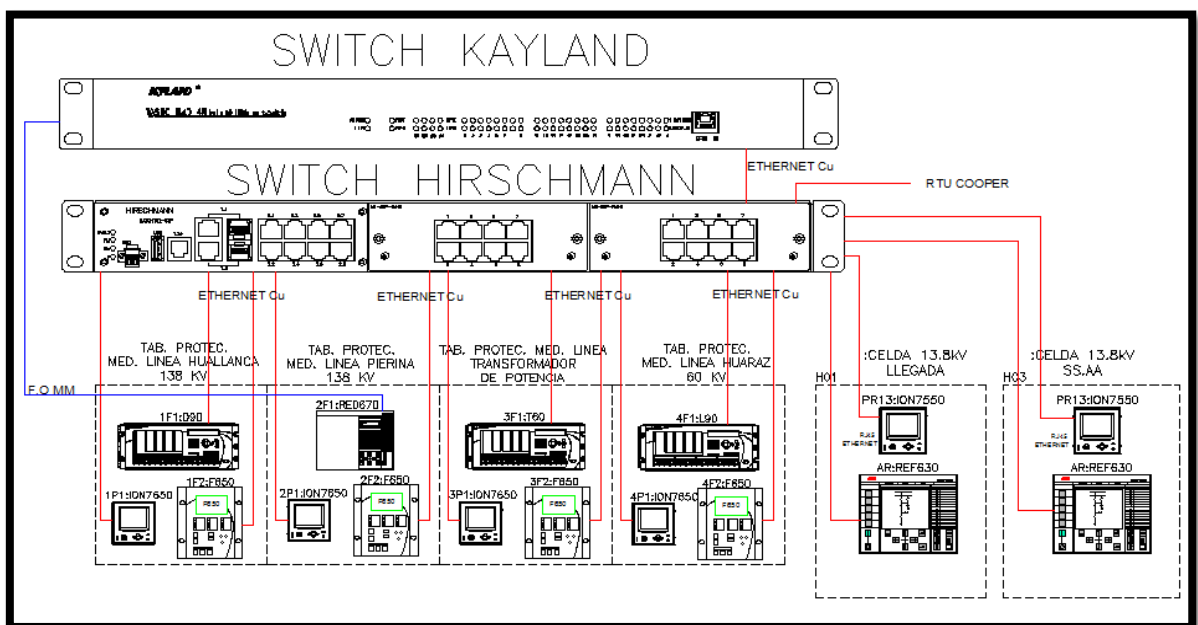 SWITCH KAYLAND
KYLAND
ETHERNET Cu
SWITCH HIRSCHMANN
RTU COOPER
HIRSCHMANN
ETHERNET Cu
ETHERNET Cu
ETHERNET Cu
ETHERNET Cu
TAB. PROTEC.
MED. LINEA HUALLANCA
138 KV
TAB. PROTEC.
MED. LINEA PIERINA
138 KV
TAB. PROTEC. MED. LINEA
TRANSFORMADOR
DE POTENCIA
TAB. PROTEC.
MED. LINEA HUARAZ
60 KV
:CELDA 13.8kV
LLEGADA
:CELDA 13.8kV
SS.AA
F.O MM
H01
H03
1F1:D90
2F1:RED670
3F1:T60
4F1:L90
PR13:ION7550
PR13:ION7550
RJ45
ETHERNET
RJ45
ETHERNET
1P1:ION7650
1F2:F650
F650
2P1:ION7650
2F2:F650
F650
3P1:ION7650
3F2:F650
F650
4P1:ION7650
4F2:F650
F650
AR:REF630
AR:REF630